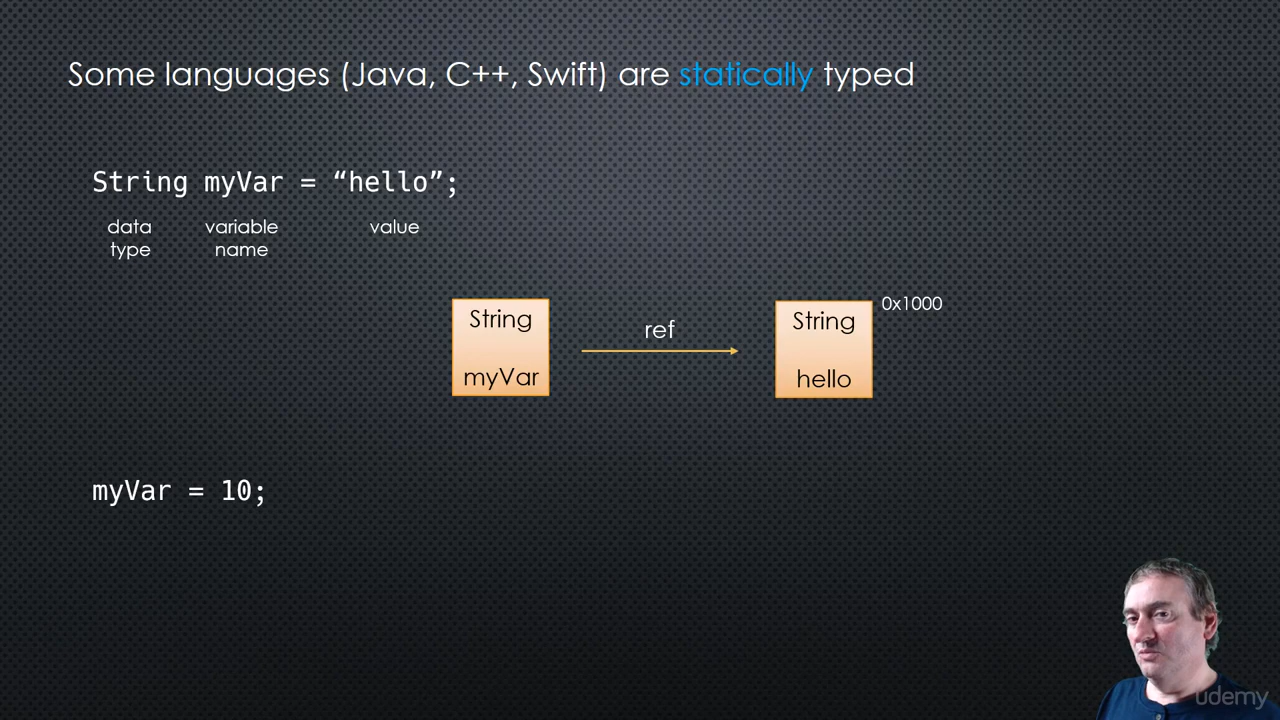 Some languages (Java, C++, Swift) are statically typed
String myVar = “hello”;
data variable value
type name
0x1000
String ref String
myVar hello
myVar = 10;
udemy